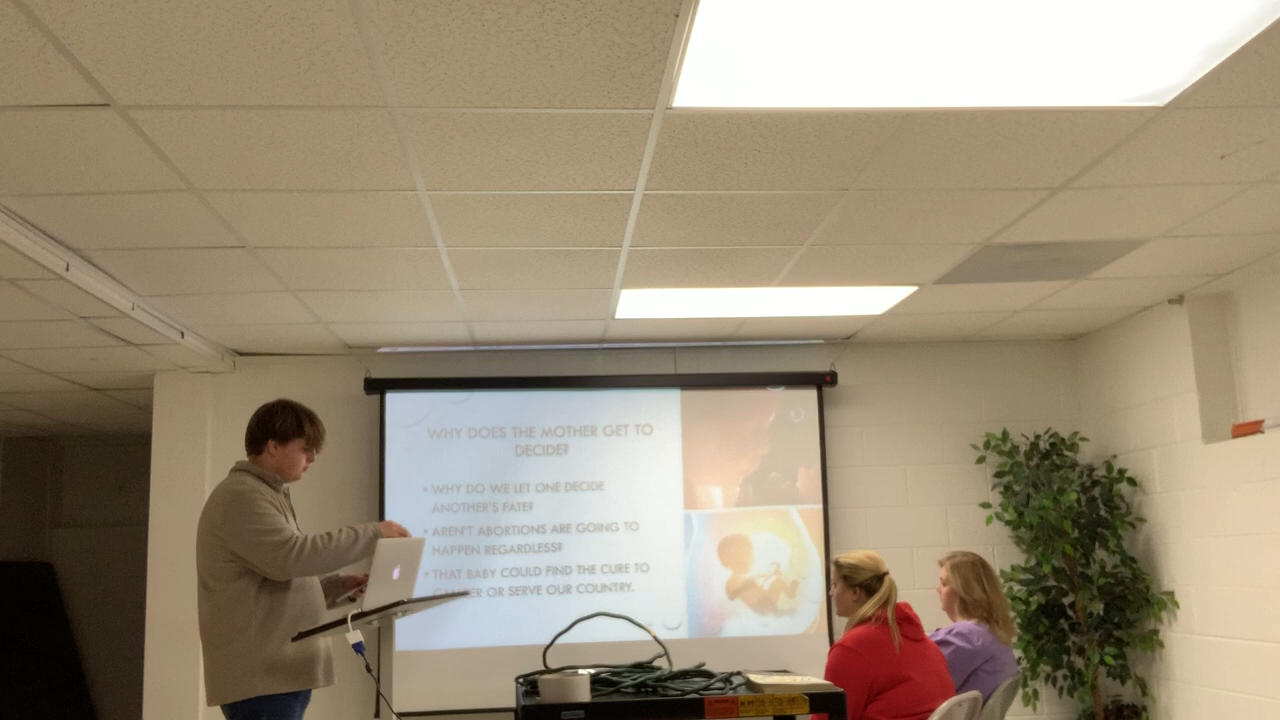 WHY DOES THE MOTHER GET TO
DECIDE?
• WHY DO WE LET ONE DECIDE
ANOTHER'S FATE?
• AREN'T ABORTIONS ARE GOING TO
HAPPEN REGARDLESS?
• THAT BABY COULD FIND THE CURE TO
CANCER OR SERVE OUR COUNTRY.